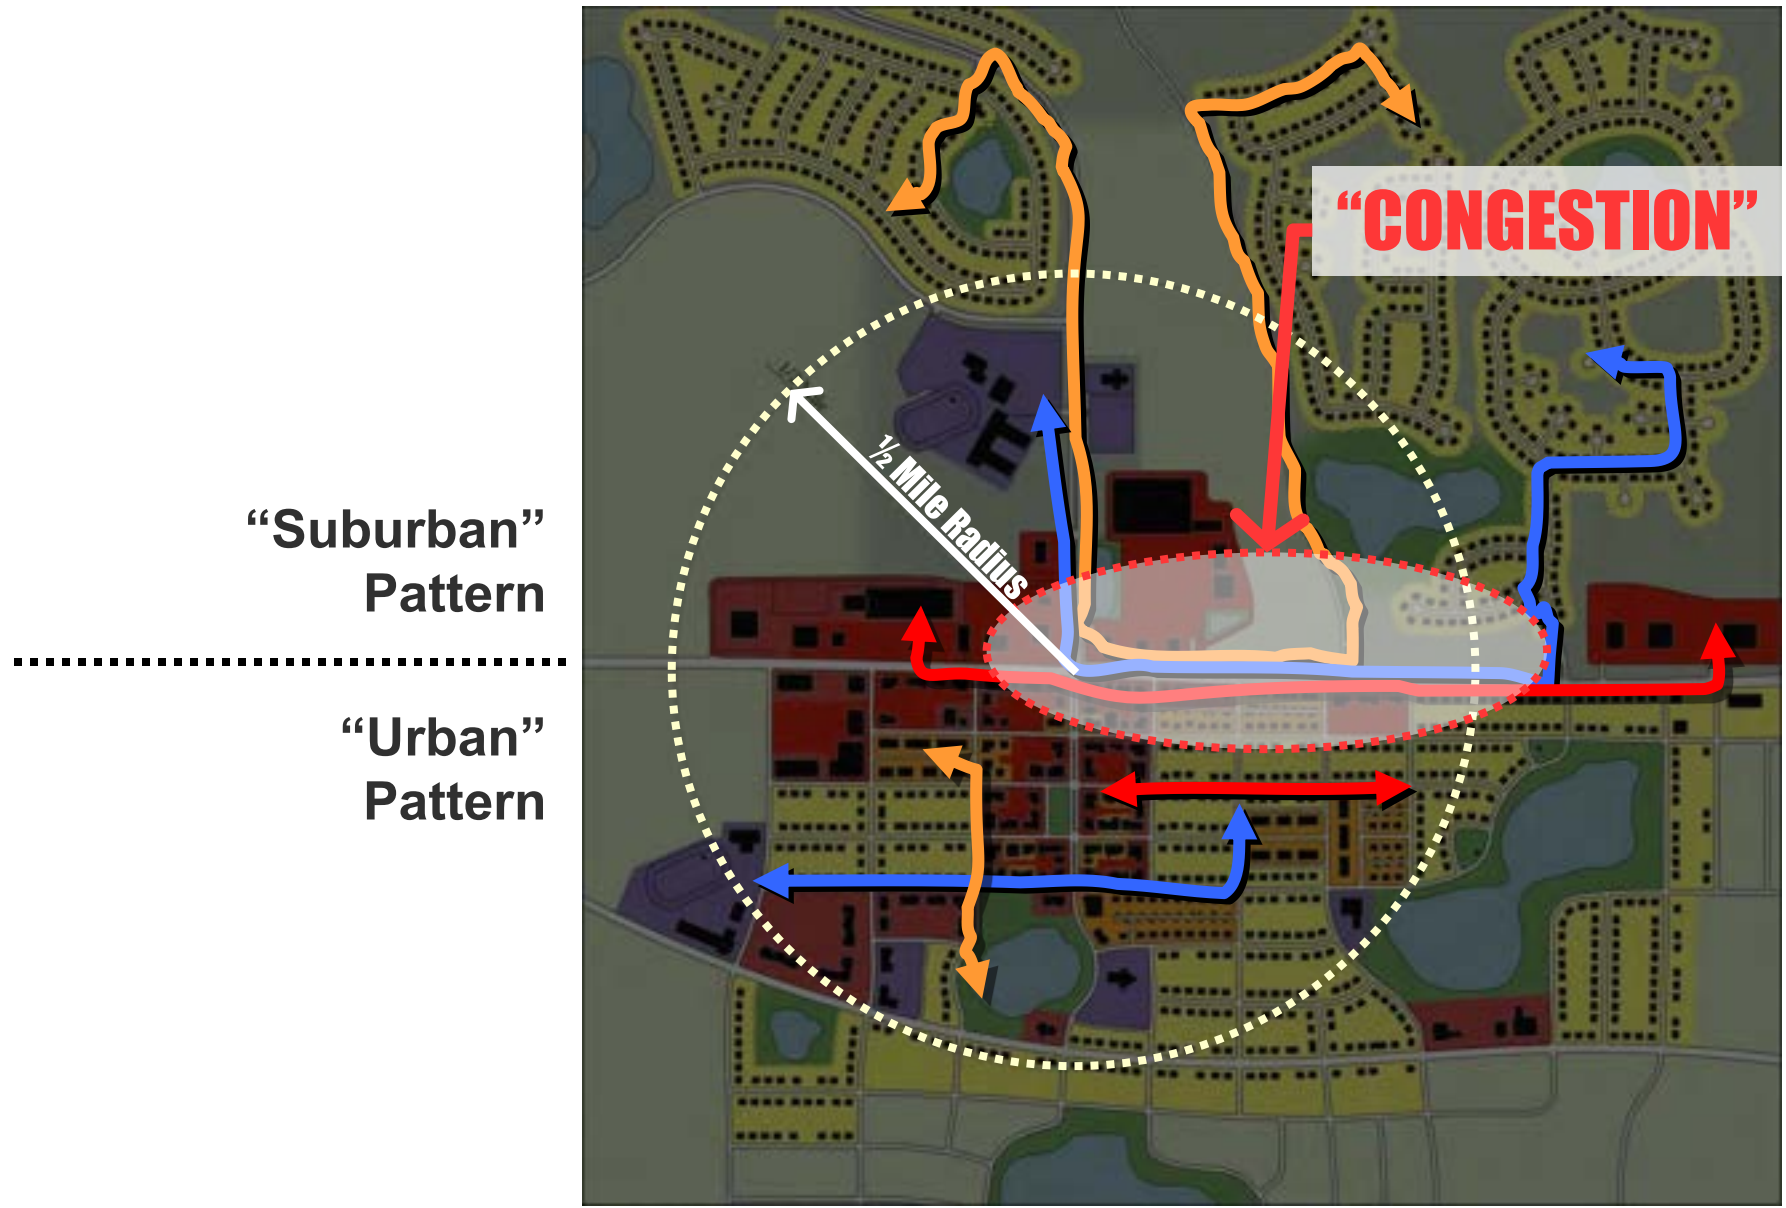 “CONGESTION”
½ Mile Radius
“Suburban”
Pattern
“Urban”
Pattern